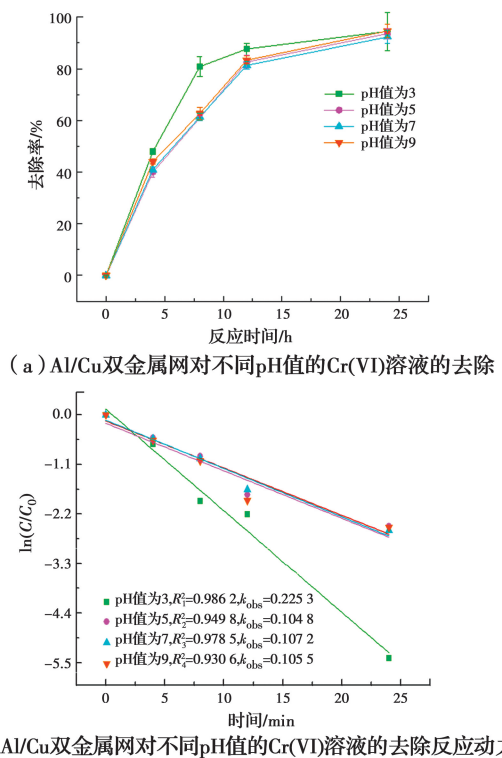 100
80
60
40
20
0
去除率/%
pH值为3
pH值为5
pH值为7
pH值为9
0 5 10 15 20 25
反应时间/h
(a)Al/Cu双金属网对不同pH值的Cr(VI)溶液的去除
0.0
-1.1
-2.2
-3.3
-4.4
-5.5
ln(C/C₀)
pH值为3,R₁²=0.986 2,k_obs=0.225 3
pH值为5,R₂²=0.949 8,k_obs=0.104 8
pH值为7,R₃²=0.978 5,k_obs=0.107 2
pH值为9,R₄²=0.930 6,k_obs=0.105 5
0 5 10 15 20 25
时间/min
Al/Cu双金属网对不同pH值的Cr(VI)溶液的去除反应动